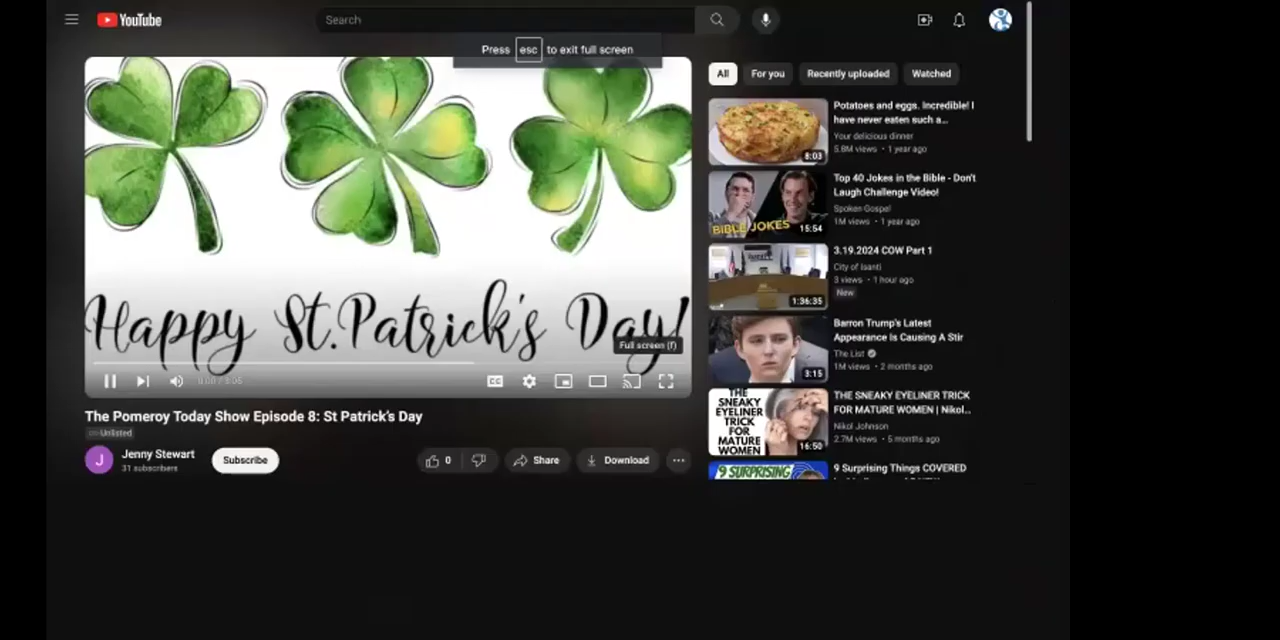 YouTube
Search
Press esc to exit full screen
All
For you
Recently uploaded
Watched
Happy St.Patrick's Day!
Full screen (f)
0:00 / 8:05
CC
The Pomeroy Today Show Episode 8: St Patrick's Day
Unlisted
J
Jenny Stewart
31 subscribers
Subscribe
0
Share
Download
8:03
Potatoes and eggs. Incredible! I
have never eaten such a...
Your delicious dinner
5.8M views • 1 year ago
BIBLE JOKES
15:54
Top 40 Jokes in the Bible - Don't
Laugh Challenge Video!
Spoken Gospel
1M views • 1 year ago
1:36:35
3.19.2024 COW Part 1
City of Isanti
3 views • 1 hour ago
New
3:15
Barron Trump's Latest
Appearance Is Causing A Stir
The List
1M views • 2 months ago
THE
SNEAKY
EYELINER
TRICK
FOR
MATURE
WOMEN
16:50
THE SNEAKY EYELINER TRICK
FOR MATURE WOMEN | Nikol...
Nikol Johnson
2.7M views • 5 months ago
9 SURPRISING
9 Surprising Things COVERED